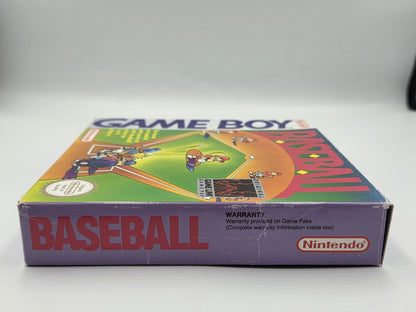 GAME BOY
BASEBALL
BASEBALL
WARRANTY
Warranty provided on Game Paks
(Complete warranty information inside box)
Nintendo